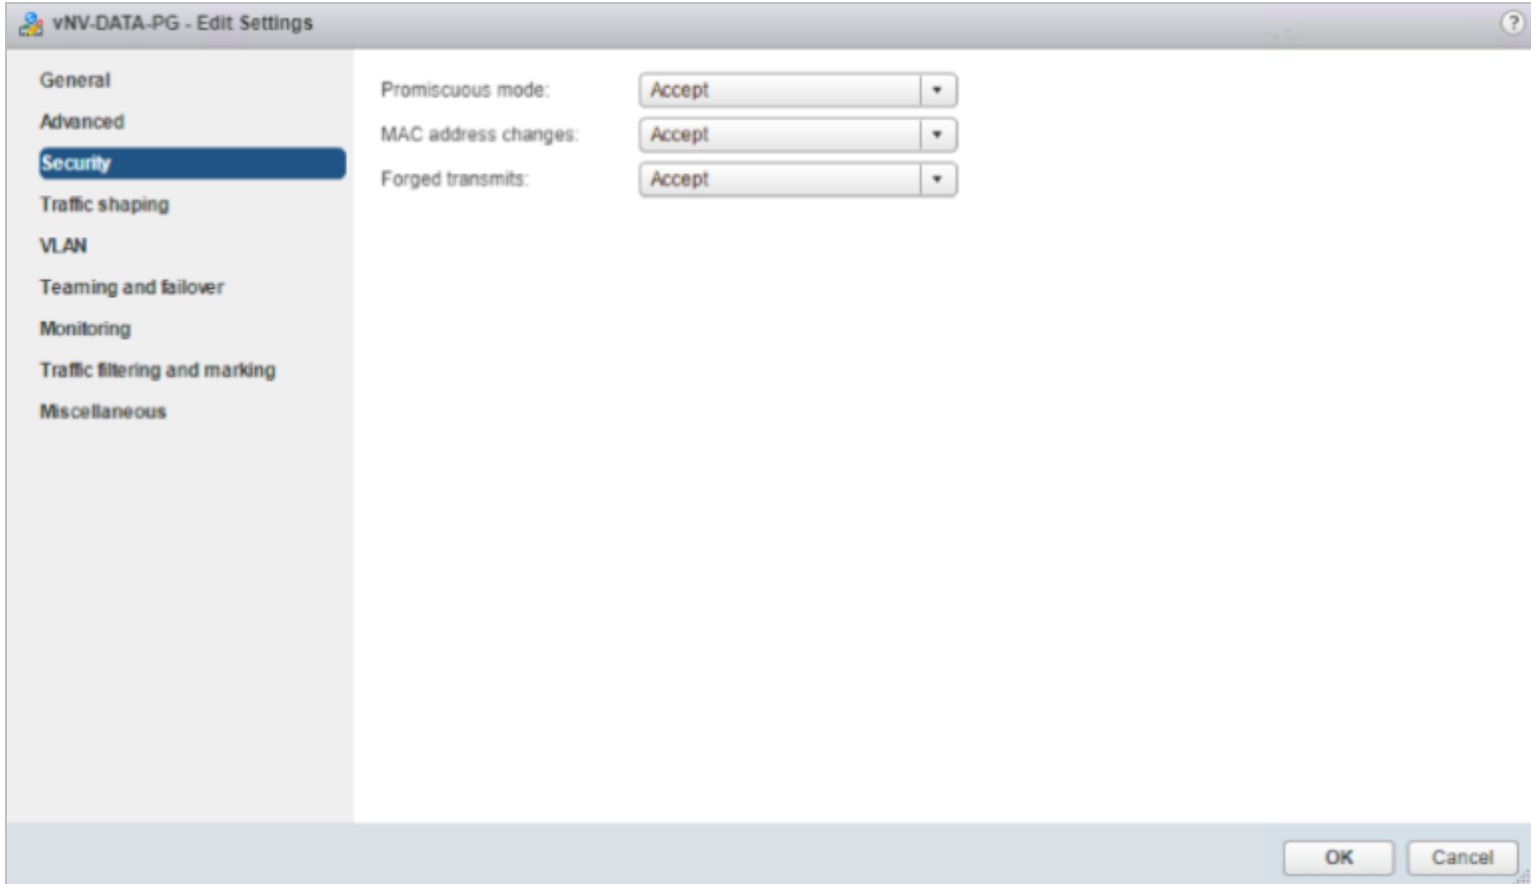 vNV-DATA-PG - Edit Settings
?
General
Advanced
Security
Traffic shaping
VLAN
Teaming and failover
Monitoring
Traffic filtering and marking
Miscellaneous
Promiscuous mode: Accept
MAC address changes: Accept
Forged transmits: Accept
OK Cancel